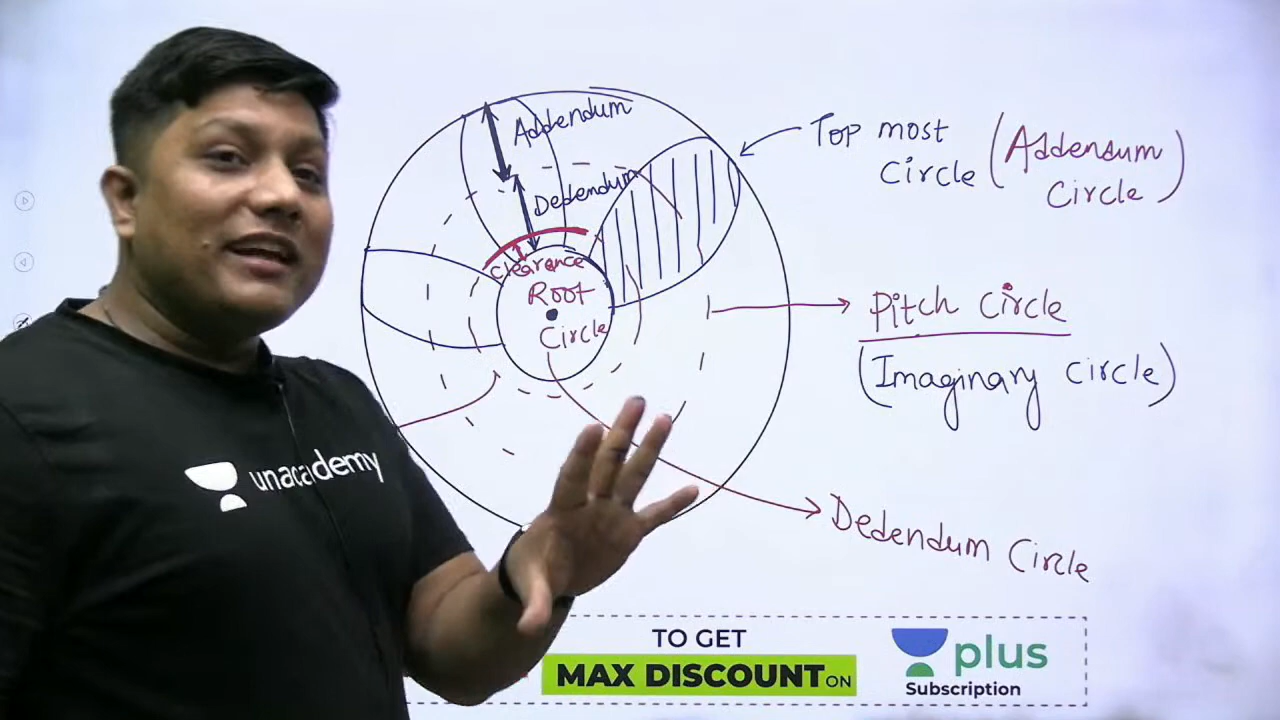 Addendum
Dedendum
Clearance
Root
Circle
Top most
Circle
(Addendum
Circle)
Pitch Circle
(Imaginary Circle)
Dedendum Circle
unacademy
TO GET
MAX DISCOUNT ON
plus
Subscription